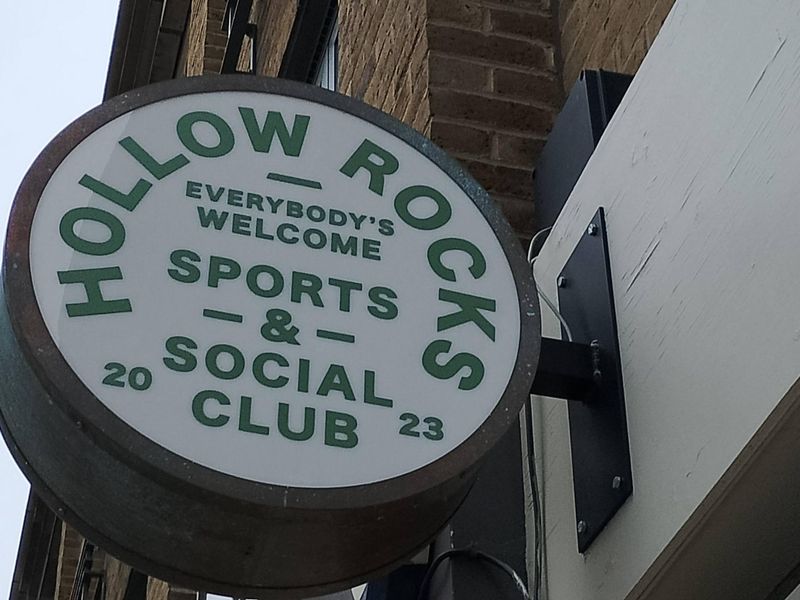 HOLLOW ROCKS
EVERYBODY'S
WELCOME
SPORTS
&
SOCIAL
CLUB
20 23